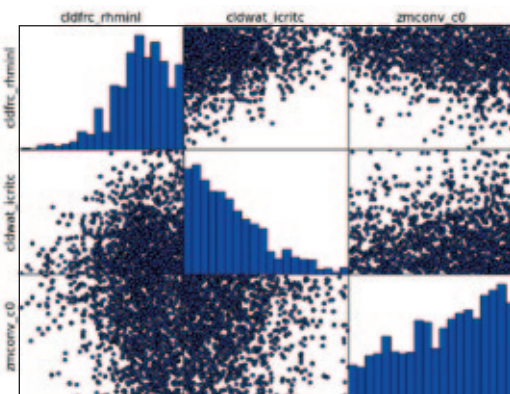 cldfrc_rhminl cldwat_icritc zmconv_c0
cldfrc_rhminl
cldwat_icritc
zmconv_c0